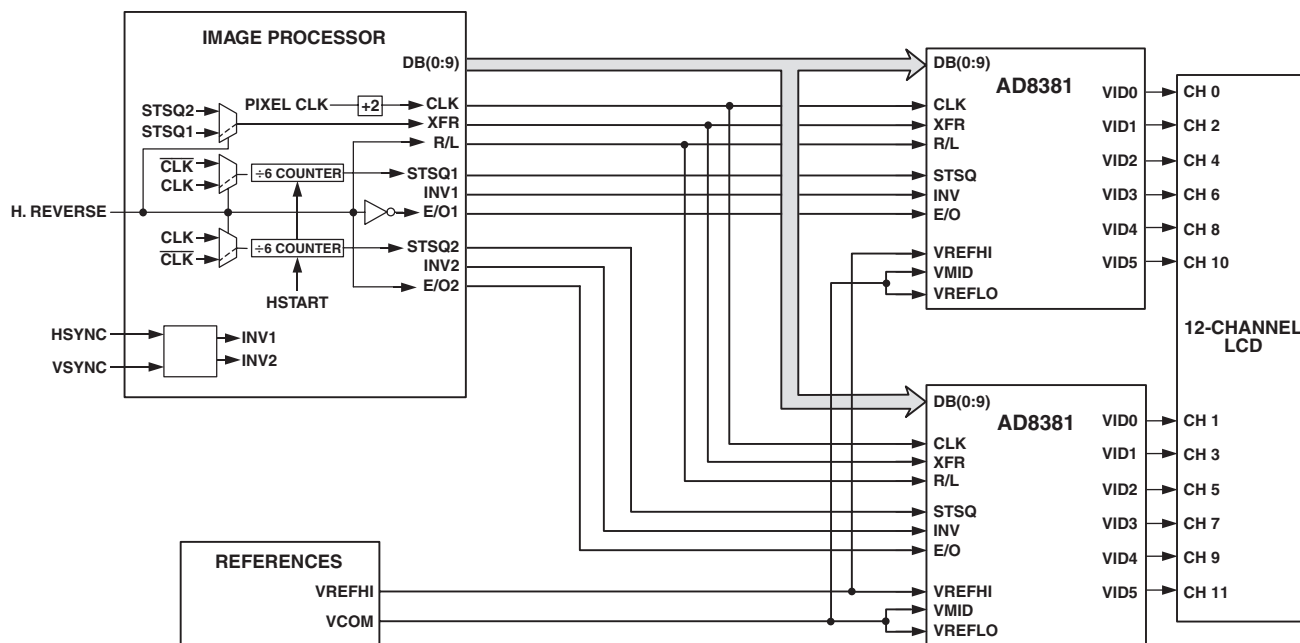 IMAGE PROCESSOR
DB(0:9)
PIXEL CLK
÷2
CLK
STSQ2
STSQ1
XFR
R/L
CLK
CLK
÷6 COUNTER
STSQ1
INV1
H. REVERSE
E/O1
CLK
CLK
÷6 COUNTER
STSQ2
INV2
E/O2
HSTART
HSYNC
VSYNC
INV1
INV2
REFERENCES
VREFHI
VCOM
DB(0:9)
AD8381
CLK
XFR
R/L
STSQ
INV
E/O
VREFHI
VMID
VREFLO
VID0
VID1
VID2
VID3
VID4
VID5
DB(0:9)
AD8381
CLK
XFR
R/L
STSQ
INV
E/O
VREFHI
VMID
VREFLO
VID0
VID1
VID2
VID3
VID4
VID5
CH 0
CH 2
CH 4
CH 6
CH 8
CH 10
12-CHANNEL
LCD
CH 1
CH 3
CH 5
CH 7
CH 9
CH 11